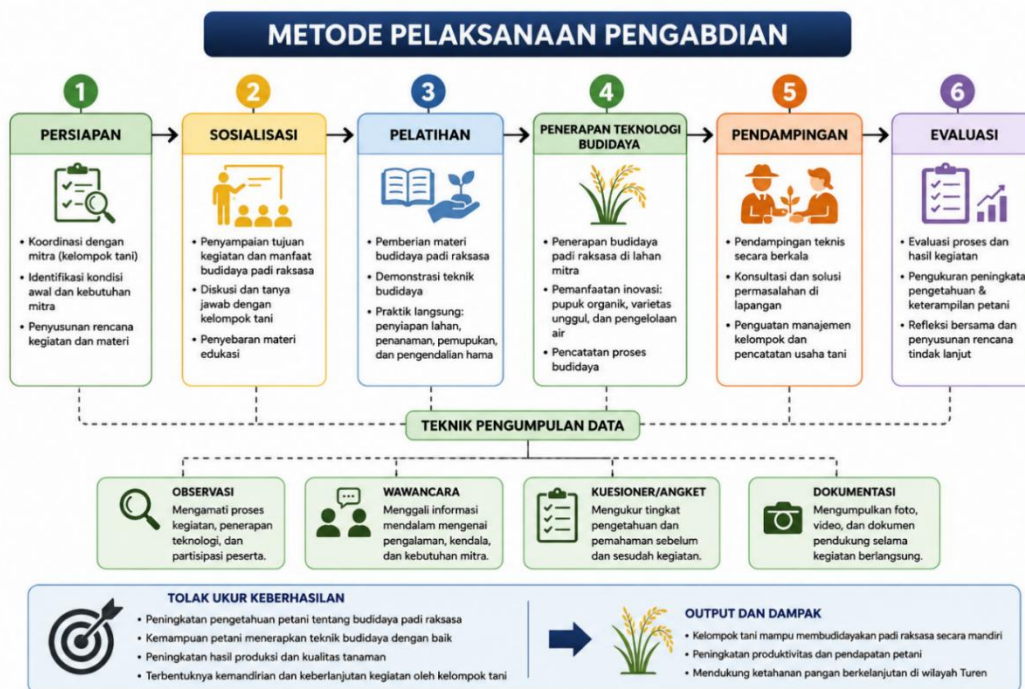 METODE PELAKSANAAN PENGABDIAN
1
PERSIAPAN
• Koordinasi dengan
mitra (kelompok tani)
• Identifikasi kondisi
awal dan kebutuhan
mitra
• Penyusunan rencana
kegiatan dan materi
2
SOSIALISASI
• Penyampaian tujuan
kegiatan dan manfaat
budidaya padi raksasa
• Diskusi dan tanya
jawab dengan
kelompok tani
• Penyebaran materi
edukasi
3
PELATIHAN
• Pemberian materi
budidaya padi raksasa
• Demonstrasi teknik
budidaya
• Praktik langsung:
penyiapan lahan,
penanaman, pemupukan,
dan pengendalian hama
4
PENERAPAN TEKNOLOGI
BUDIDAYA
• Penerapan budidaya
padi raksasa di lahan
mitra
• Pemanfaatan inovasi:
pupuk organik, varietas
unggul, dan pengelolaan
air
• Pencatatan proses
budidaya
5
PENDAMPINGAN
• Pendampingan teknis
secara berkala
• Konsultasi dan solusi
permasalahan di
lapangan
• Penguatan manajemen
kelompok dan
pencatatan usaha tani
6
EVALUASI
• Evaluasi proses dan
hasil kegiatan
• Pengukuran peningkatan
pengetahuan &
keterampilan petani
• Refleksi bersama dan
penyusunan rencana
tindak lanjut
TEKNIK PENGUMPULAN DATA
OBSERVASI
Mengamati proses
kegiatan, penerapan
teknologi, dan
partisipasi peserta.
WAWANCARA
Menggali informasi
mendalam mengenai
pengalaman, kendala,
dan kebutuhan mitra.
KUESIONER/ANGKET
Mengukur tingkat
pengetahuan dan
pemahaman sebelum
dan sesudah kegiatan.
DOKUMENTASI
Mengumpulkan foto,
video, dan dokumen
pendukung selama
kegiatan berlangsung.
TOLAK UKUR KEBERHASILAN
• Peningkatan pengetahuan petani tentang budidaya padi raksasa
• Kemampuan petani menerapkan teknik budidaya dengan baik
• Peningkatan hasil produksi dan kualitas tanaman
• Terbentuknya kemandirian dan keberlanjutan kegiatan oleh kelompok tani
OUTPUT DAN DAMPAK
• Kelompok tani mampu membudidayakan padi raksasa secara mandiri
• Peningkatan produktivitas dan pendapatan petani
• Mendukung ketahanan pangan berkelanjutan di wilayah Turen